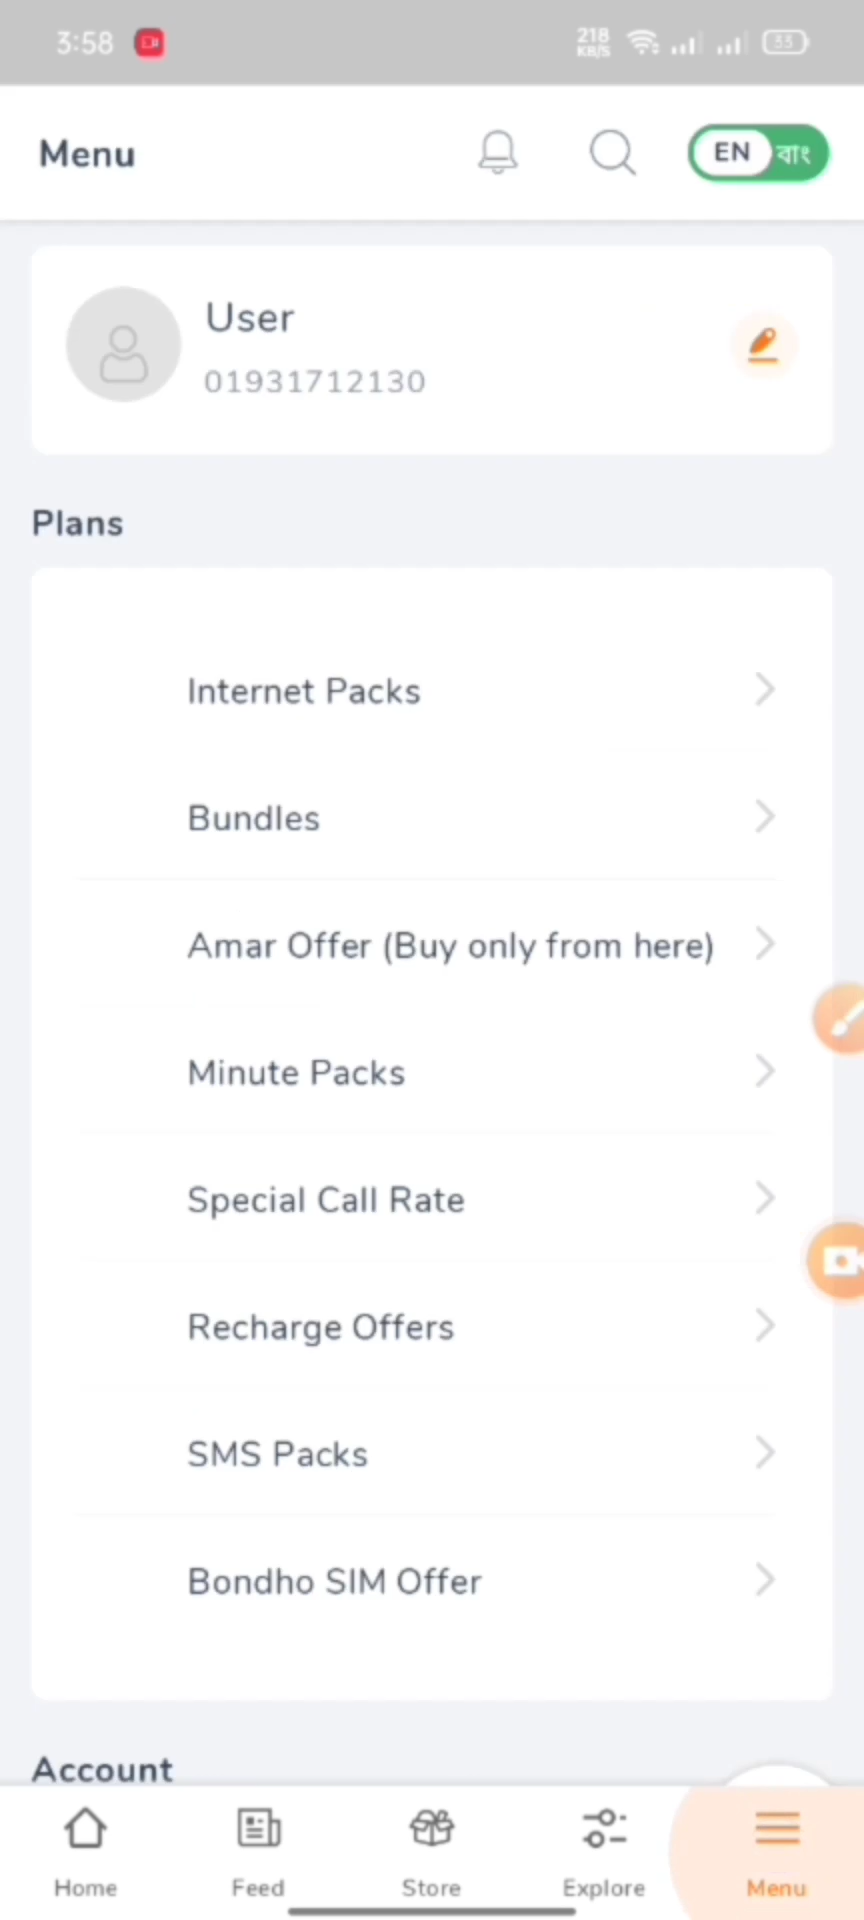 3:58
218
KB/S
33
Menu
EN বাং
User
01931712130
Plans
Internet Packs
Bundles
Amar Offer (Buy only from here)
Minute Packs
Special Call Rate
Recharge Offers
SMS Packs
Bondho SIM Offer
Account
Home Feed Store Explore Menu